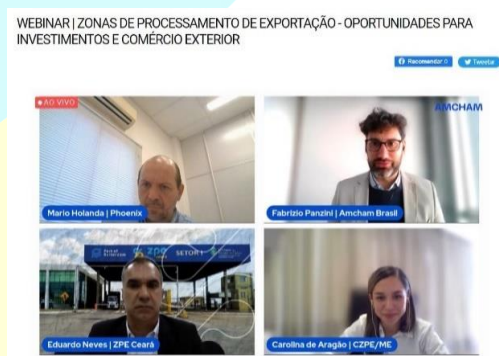 WEBINAR | ZONAS DE PROCESSAMENTO DE EXPORTAÇÃO - OPORTUNIDADES PARA
INVESTIMENTOS E COMÉRCIO EXTERIOR
Recomendar 0
Tweetar
AO VIVO
AMCHAM
Mario Holanda | Phoenix
Fabrizio Panzini | Amcham Brasil
zpe
SETOR I
Eduardo Neves | ZPE Ceará
Carolina de Aragão | CZPE/ME